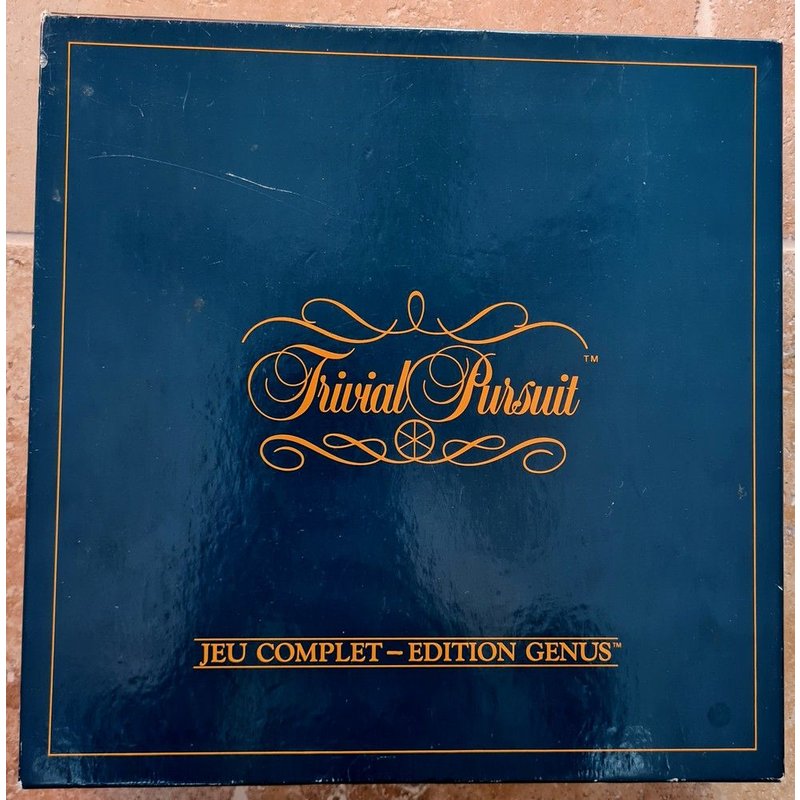 Trivial Pursuit™
JEU COMPLET – EDITION GENUS™